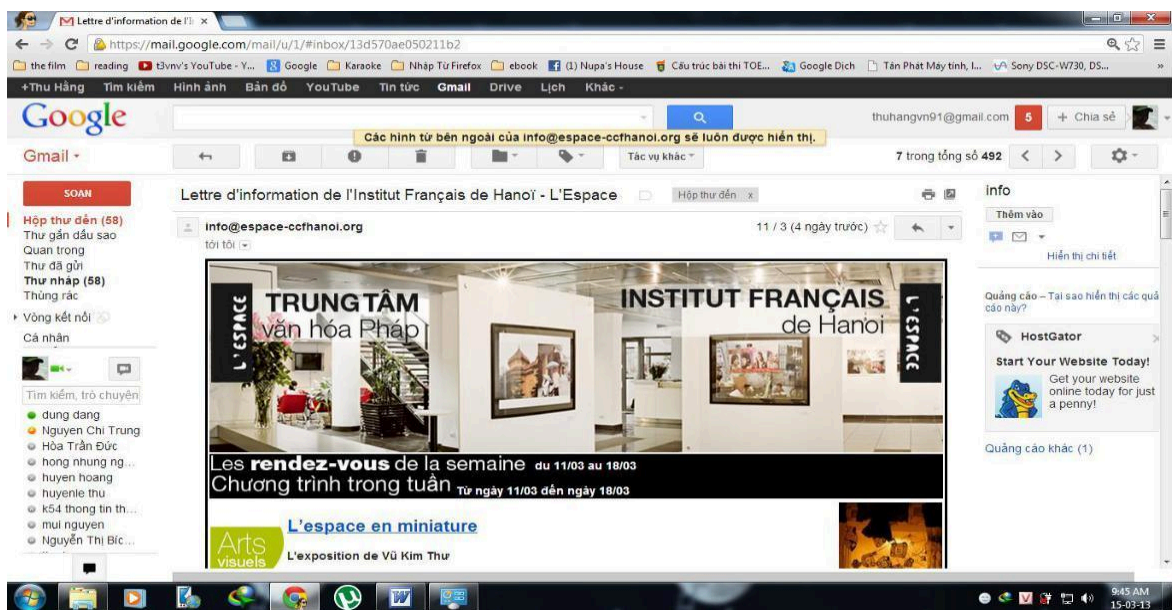 Lettre d'information de l'I
https://mail.google.com/mail/u/1/#inbox/13d570ae050211b2
the film reading t3vnv's YouTube - Y... Google Karaoke Nhập Từ Firefox ebook (1) Nupa's House Cấu trúc bài thi TOE... Google Dịch Tân Phát Máy tính, l... Sony DSC-W730, DS... »
+Thu Hằng Tìm kiếm Hình ảnh Bản đồ YouTube Tin tức Gmail Drive Lịch Khác
Google
thuhangvn91@gmail.com 5 + Chia sẻ
Các hình từ bên ngoài của info@espace-ccfhanoi.org sẽ luôn được hiển thị.
Gmail
Tác vụ khác
7 trong tổng số 492
SOẠN
Hộp thư đến (58)
Thư gắn dấu sao
Quan trọng
Thư đã gửi
Thư nháp (58)
Thùng rác
Vòng kết nối
Cá nhân
Tìm kiếm, trò chuyện
dung dang
Nguyen Chi Trung
Hòa Trần Đức
hong nhung ng...
huyen hoang
huyenle thu
k54 thong tin th...
mui nguyen
Nguyễn Thị Bíc...
Lettre d'information de l'Institut Français de Hanoï - L'Espace
Hộp thư đến x
info@espace-ccfhanoi.org
11 / 3 (4 ngày trước)
tới tôi
L'ESPACE
TRUNG TÂM
văn hóa Pháp
INSTITUT FRANÇAIS
de Hanoi
L'ESPACE
Les rendez-vous de la semaine du 11/03 au 18/03
Chương trình trong tuần Từ ngày 11/03 đến ngày 18/03
Arts
visuels
L'espace en miniature
L'exposition de Vũ Kim Thư
info
Thêm vào
Hiển thị chi tiết
Quảng cáo – Tại sao hiển thị các quả
cáo này?
HostGator
Start Your Website Today!
Get your website
online today for just
a penny!
Quảng cáo khác (1)
9:45 AM
15-03-13